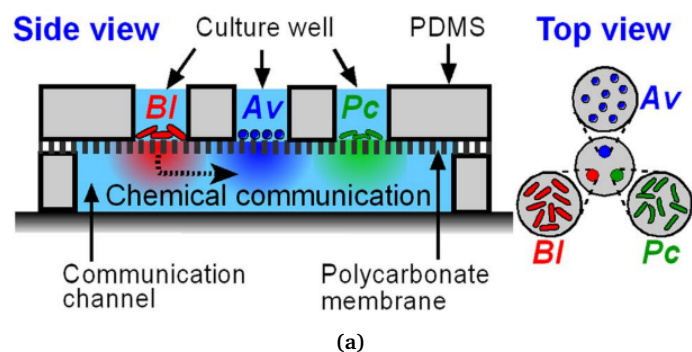 Side view
Culture well
PDMS
Top view
Bl
Av
Pc
Av
Chemical communication
Bl
Pc
Communication
channel
Polycarbonate
membrane
(a)